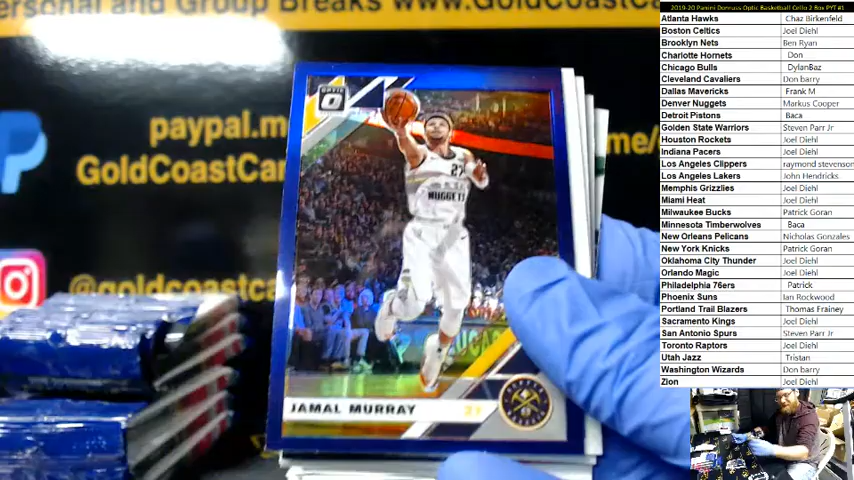 Group Breaks www.GoldCoastCa
paypal.m
GoldCoastCar
@goldcoastca
OPTIC
NUGGETS
27
JAMAL MURRAY
2019-20 Panini Donruss Optic Basketball Cello 2 Box PYT #1
Atlanta Hawks Chaz Birkenfeld
Boston Celtics Joel Diehl
Brooklyn Nets Ben Ryan
Charlotte Hornets Don
Chicago Bulls DylanBaz
Cleveland Cavaliers Don barry
Dallas Mavericks Frank M
Denver Nuggets Markus Cooper
Detroit Pistons Baca
Golden State Warriors Steven Parr Jr
Houston Rockets Joel Diehl
Indiana Pacers Joel Diehl
Los Angeles Clippers raymond stevenson
Los Angeles Lakers John Hendricks
Memphis Grizzlies Joel Diehl
Miami Heat Joel Diehl
Milwaukee Bucks Patrick Goran
Minnesota Timberwolves Baca
New Orleans Pelicans Nicholas Gonzales
New York Knicks Patrick Goran
Oklahoma City Thunder Joel Diehl
Orlando Magic Joel Diehl
Philadelphia 76ers Patrick
Phoenix Suns Ian Rockwood
Portland Trail Blazers Thomas Frainey
Sacramento Kings Joel Diehl
San Antonio Spurs Steven Parr Jr
Toronto Raptors Joel Diehl
Utah Jazz Tristan
Washington Wizards Don barry
Zion Joel Diehl